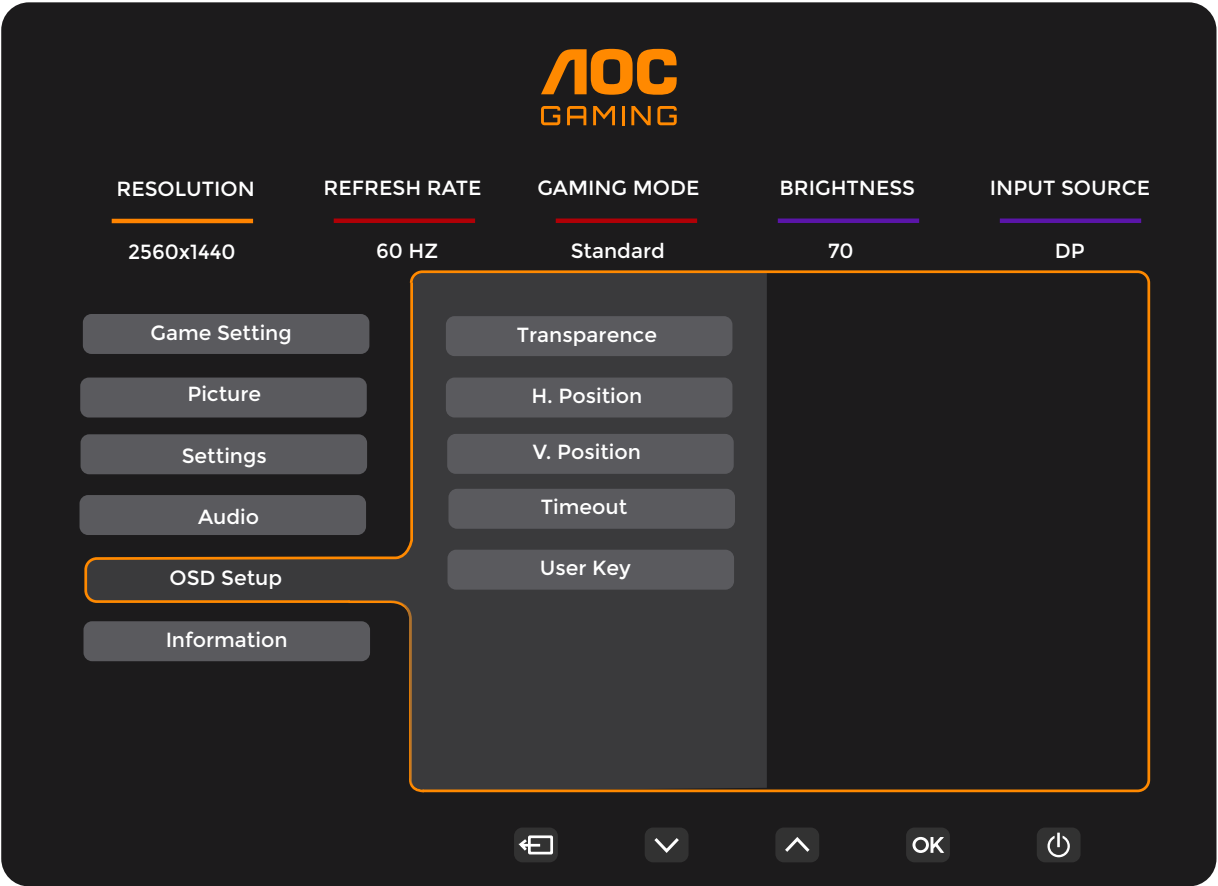 AOC
GAMING
RESOLUTION REFRESH RATE GAMING MODE BRIGHTNESS INPUT SOURCE
2560x1440 60 HZ Standard 70 DP
Game Setting Transparence
Picture H. Position
Settings V. Position
Audio Timeout
OSD Setup User Key
Information
OK